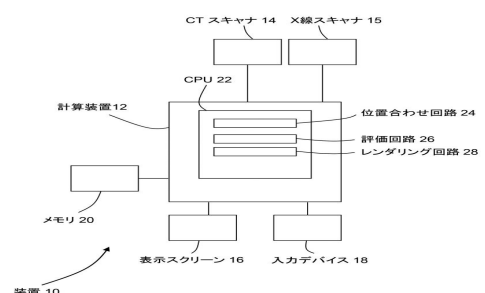 CT スキャナ 14
X線スキャナ 15
CPU 22
計算装置12
位置合わせ回路 24
評価回路 26
レンダリング回路 28
メモリ 20
表示スクリーン 16
入力デバイス 18
装置 10